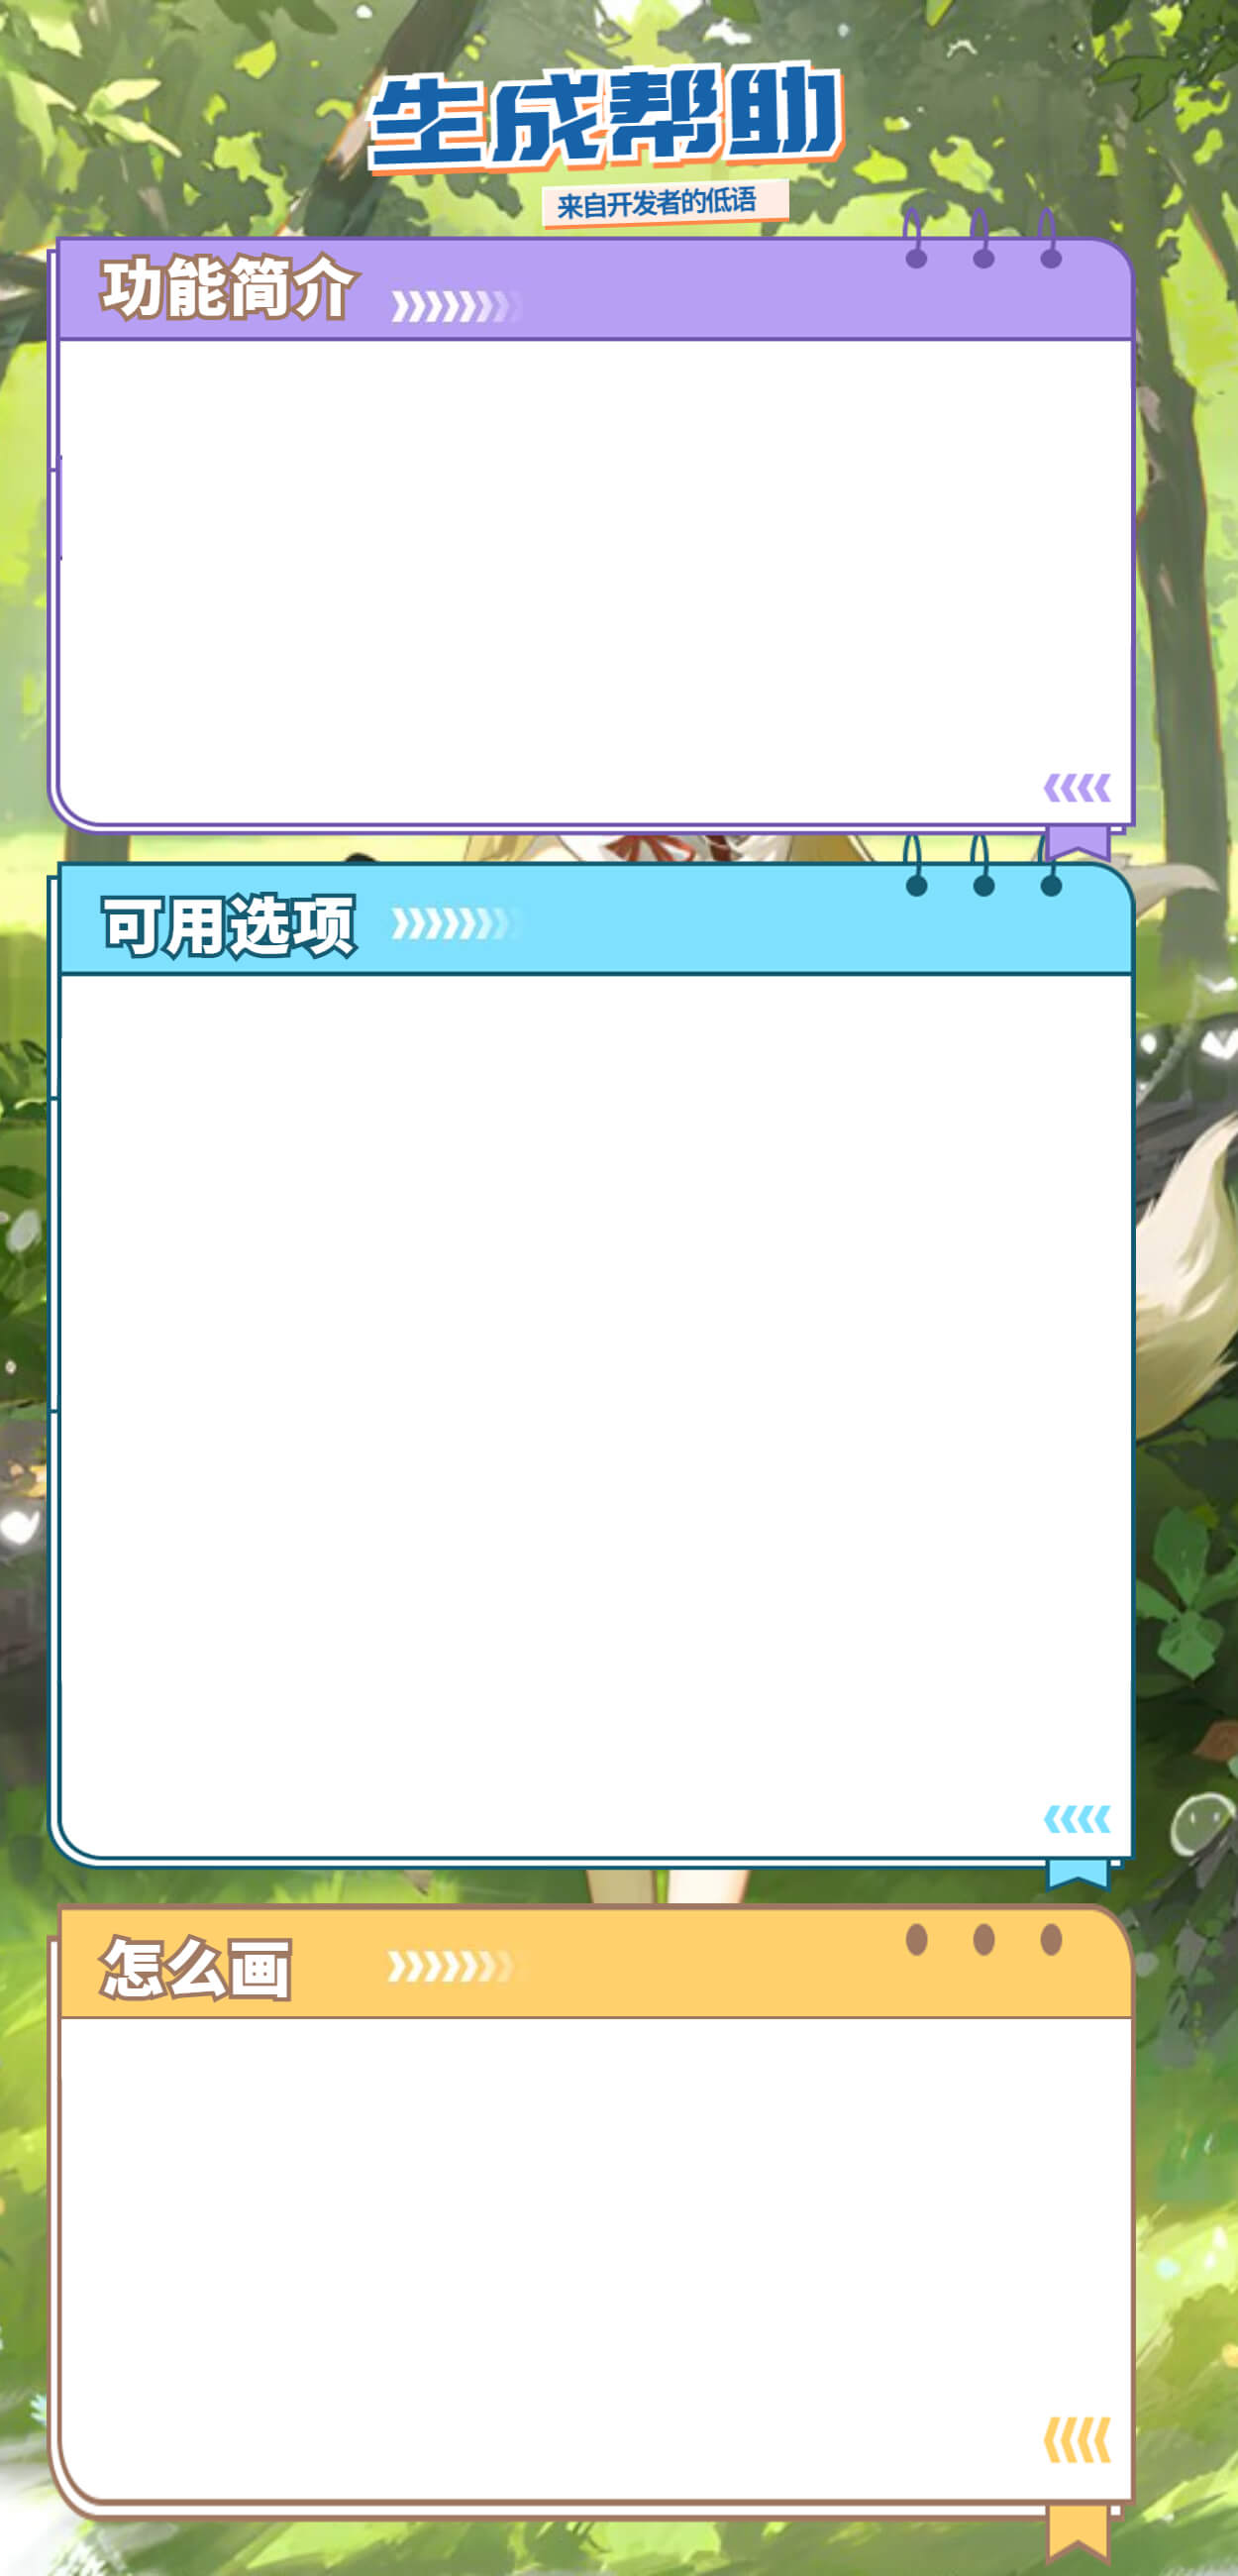 生成帮助
来自开发者的低语
功能简介
可用选项
怎么画